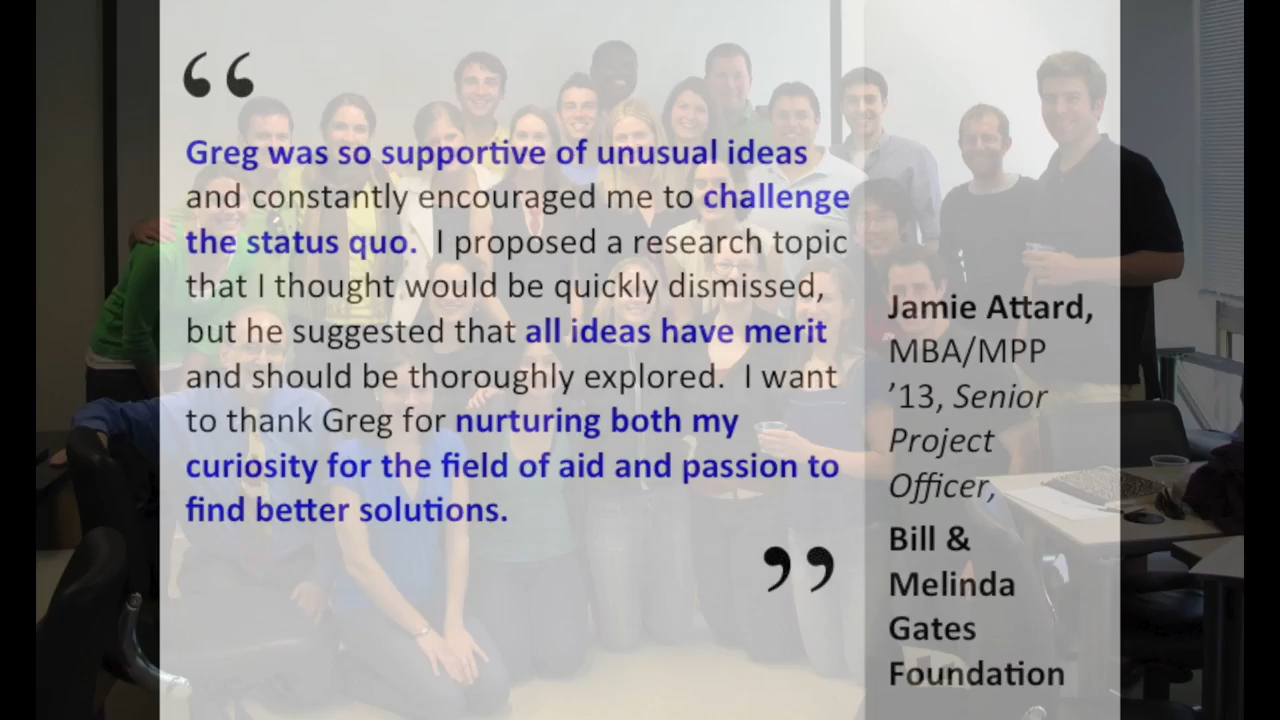 “
Greg was so supportive of unusual ideas
and constantly encouraged me to challenge
the status quo. I proposed a research topic
that I thought would be quickly dismissed,
but he suggested that all ideas have merit
and should be thoroughly explored. I want
to thank Greg for nurturing both my
curiosity for the field of aid and passion to
find better solutions.
”
Jamie Attard,
MBA/MPP
’13, Senior
Project
Officer,
Bill &
Melinda
Gates
Foundation